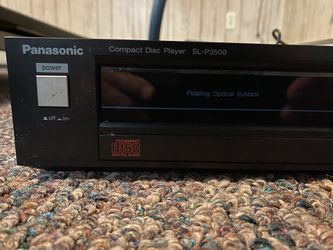 Panasonic Compact Disc Player SL-P3500
power
Floating Optical System
off on
COMPACT
disc
DIGITAL AUDIO